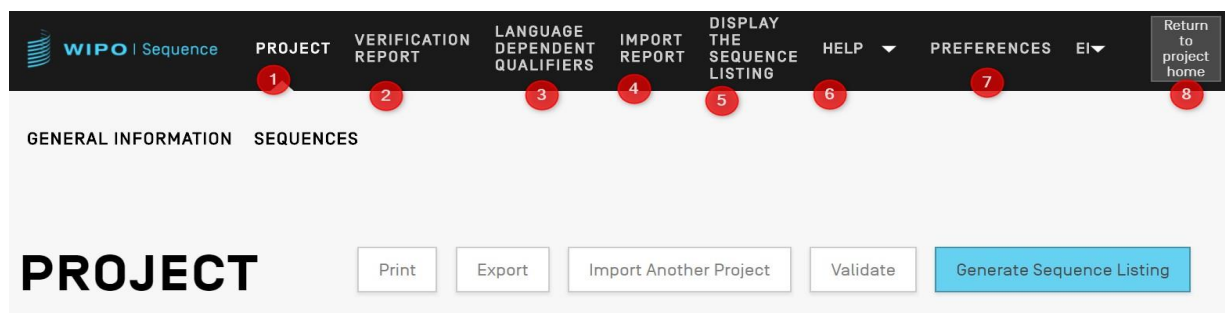 WIPO | Sequence
PROJECT
VERIFICATION
REPORT
LANGUAGE
DEPENDENT
QUALIFIERS
IMPORT
REPORT
DISPLAY
THE
SEQUENCE
LISTING
HELP
PREFERENCES
El
Return
to
project
home
1
2
3
4
5
6
7
8
GENERAL INFORMATION SEQUENCES
PROJECT
Print
Export
Import Another Project
Validate
Generate Sequence Listing